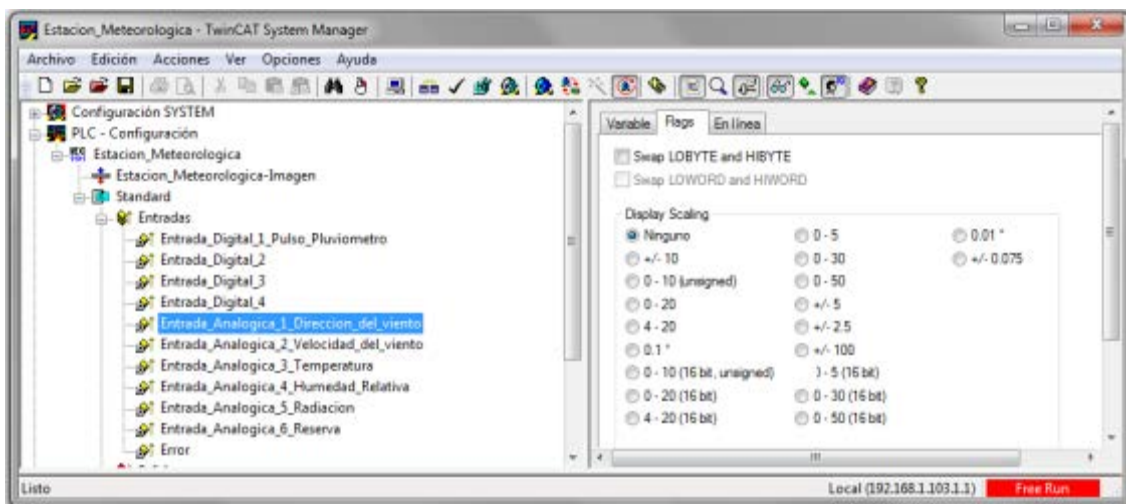 Estacion_Meteorologica - TwinCAT System Manager
Archivo Edición Acciones Ver Opciones Ayuda
Configuración SYSTEM
PLC - Configuración
Estacion_Meteorologica
Estacion_Meteorologica-Imagen
Standard
Entradas
Entrada_Digital_1_Pulso_Pluviometro
Entrada_Digital_2
Entrada_Digital_3
Entrada_Digital_4
Entrada_Analogica_1_Direccion_del_viento
Entrada_Analogica_2_Velocidad_del_viento
Entrada_Analogica_3_Temperatura
Entrada_Analogica_4_Humedad_Relativa
Entrada_Analogica_5_Radiacion
Entrada_Analogica_6_Reserva
Error
Variable Flags En línea
Swap LOBYTE and HIBYTE
Swap LOWORD and HIWORD
Display Scaling
Ninguno 0 - 5 0.01 °
+/- 10 0 - 30 +/- 0.075
0 - 10 (unsigned) 0 - 50
0 - 20 +/- 5
4 - 20 +/- 2.5
0.1 ° +/- 100
0 - 10 (16 bit, unsigned) ) - 5 (16 bit)
0 - 20 (16 bit) 0 - 30 (16 bit)
4 - 20 (16 bit) 0 - 50 (16 bit)
Listo Local (192.168.1.103.1.1) Free Run